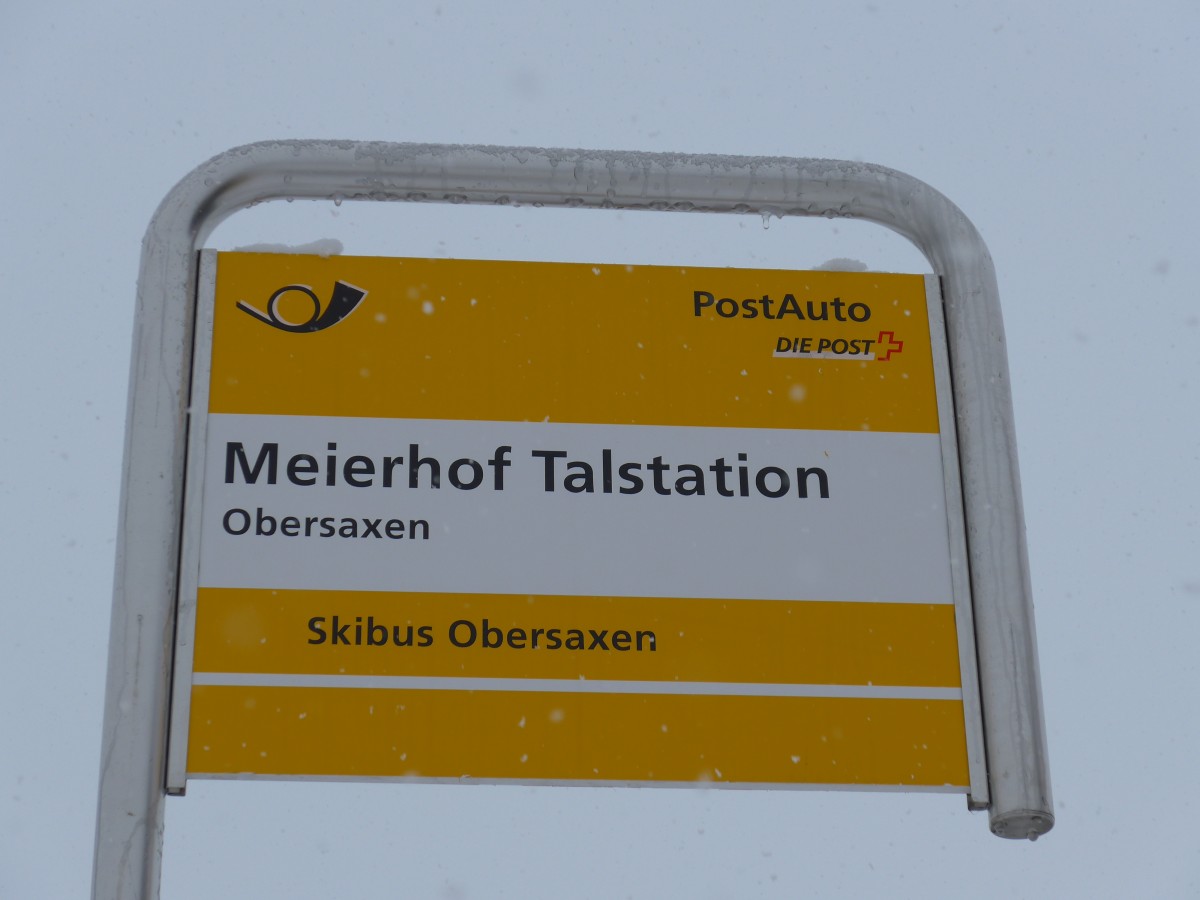 PostAuto
DIE POST
Meierhof Talstation
Obersaxen
Skibus Obersaxen